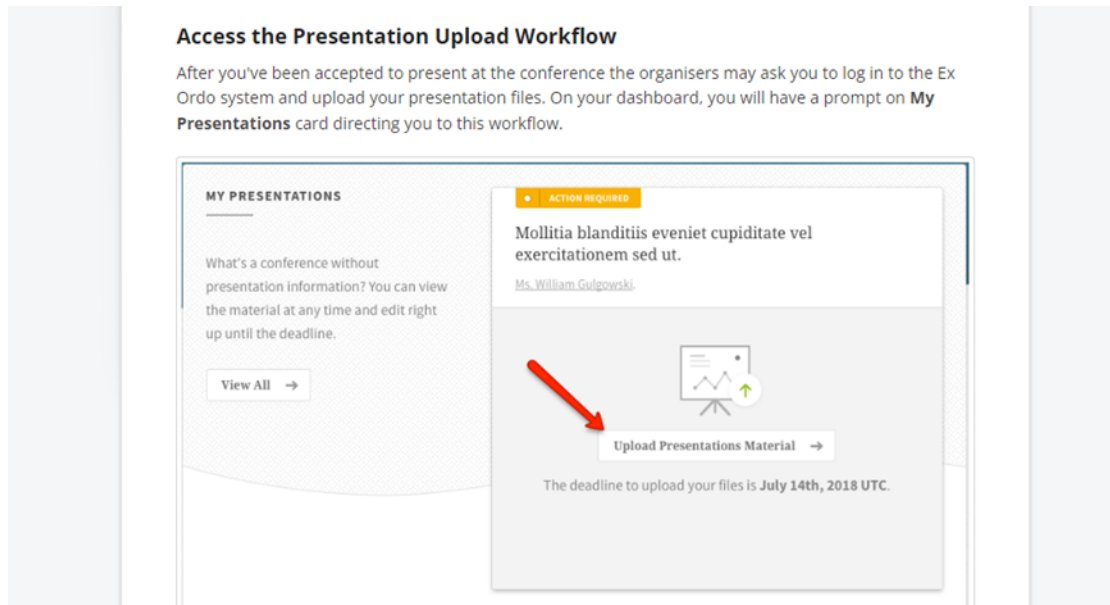 Access the Presentation Upload Workflow
After you've been accepted to present at the conference the organisers may ask you to log in to the Ex
Ordo system and upload your presentation files. On your dashboard, you will have a prompt on My
Presentations card directing you to this workflow.
MY PRESENTATIONS
What's a conference without
presentation information? You can view
the material at any time and edit right
up until the deadline.
View All
ACTION REQUIRED
Mollitia blanditiis eveniet cupiditate vel
exercitationem sed ut.
Ms. William Gulgowski.
Upload Presentations Material
The deadline to upload your files is July 14th, 2018 UTC.